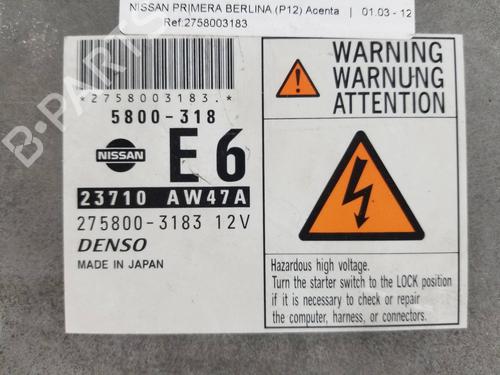 NISSAN PRIMERA BERLINA (P12) Acenta | 01.03 - 12
Ref:2758003183
*2758003183.*
5800-318
NISSAN
E6
23710 AW47A
275800-3183 12V
DENSO
MADE IN JAPAN
WARNING
WARNUNG
ATTENTION
Hazardous high voltage.
Turn the starter switch to the LOCK position
if it is necessary to check or repair
the computer, harness, or connectors.
B-PARTS